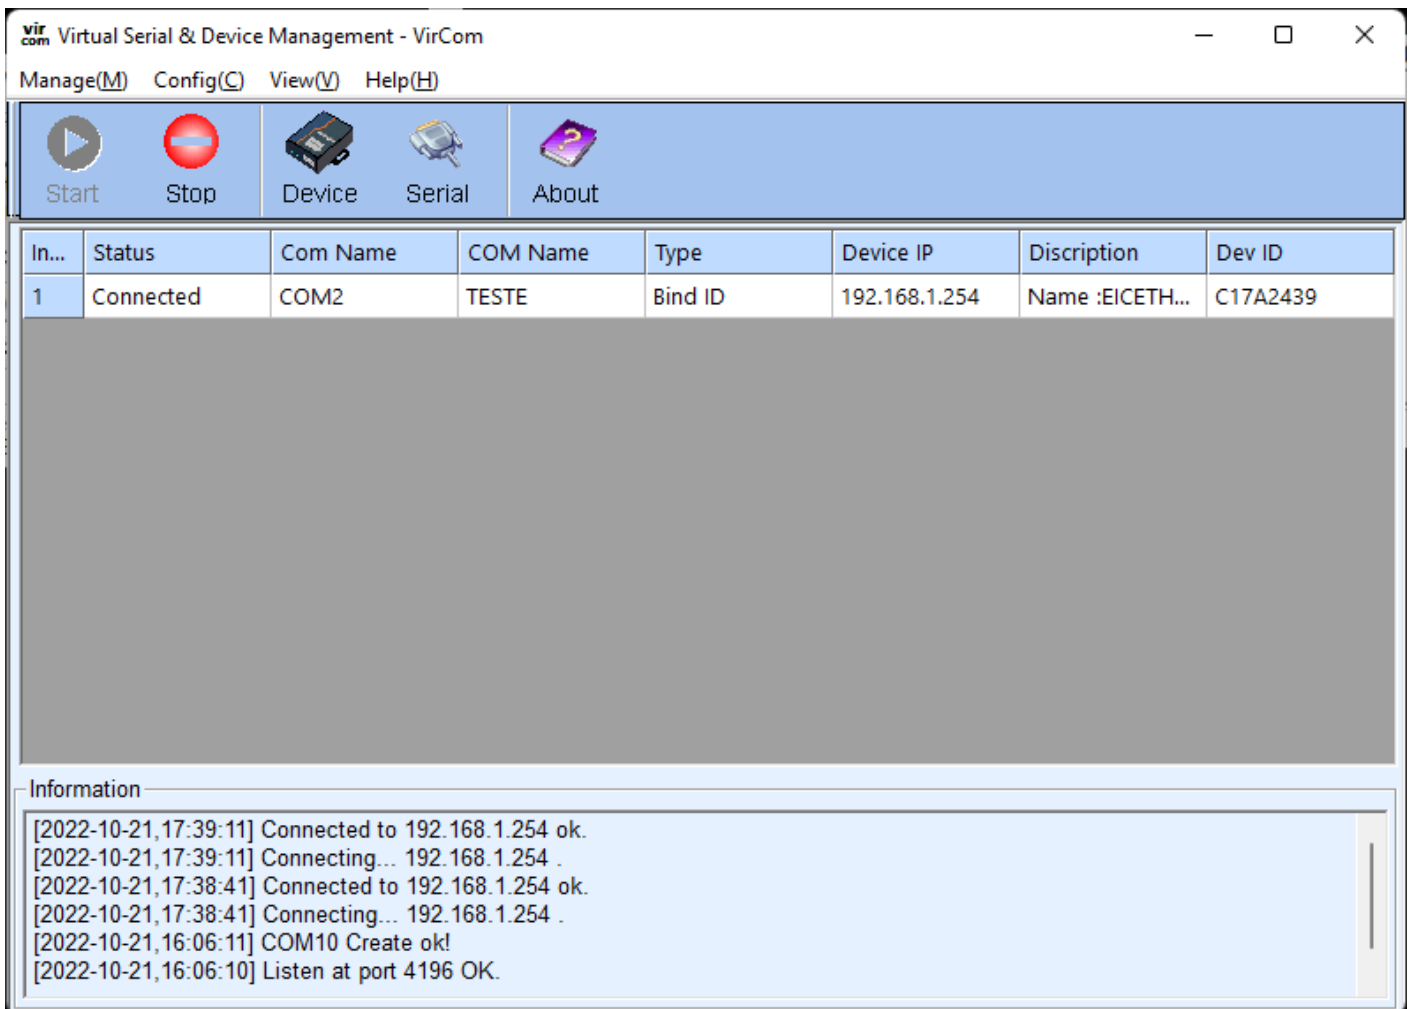 vir com Virtual Serial & Device Management - VirCom
Manage(M) Config(C) View(V) Help(H)
Start Stop Device Serial About
In... Status Com Name COM Name Type Device IP Discription Dev ID
1 Connected COM2 TESTE Bind ID 192.168.1.254 Name :EICETH... C17A2439
Information
[2022-10-21,17:39:11] Connected to 192.168.1.254 ok.
[2022-10-21,17:39:11] Connecting... 192.168.1.254 .
[2022-10-21,17:38:41] Connected to 192.168.1.254 ok.
[2022-10-21,17:38:41] Connecting... 192.168.1.254 .
[2022-10-21,16:06:11] COM10 Create ok!
[2022-10-21,16:06:10] Listen at port 4196 OK.